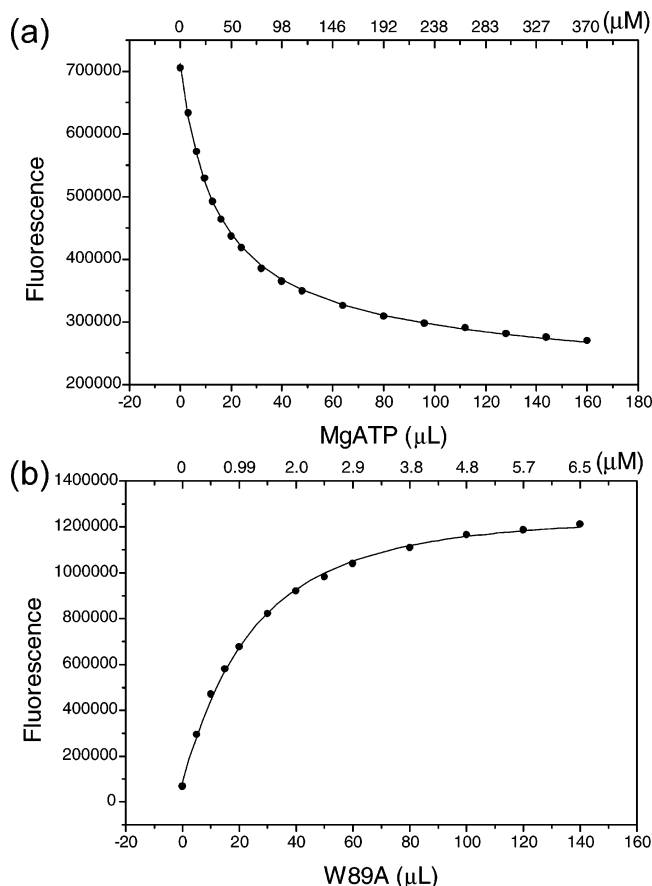 (a)
0 50 98 146 192 238 283 327 370 (μM)
700000
600000
500000
400000
300000
200000
Fluorescence
-20 0 20 40 60 80 100 120 140 160 180
MgATP (μL)
(b)
0 0.99 2.0 2.9 3.8 4.8 5.7 6.5 (μM)
1400000
1200000
1000000
800000
600000
400000
200000
0
Fluorescence
-20 0 20 40 60 80 100 120 140 160
W89A (μL)